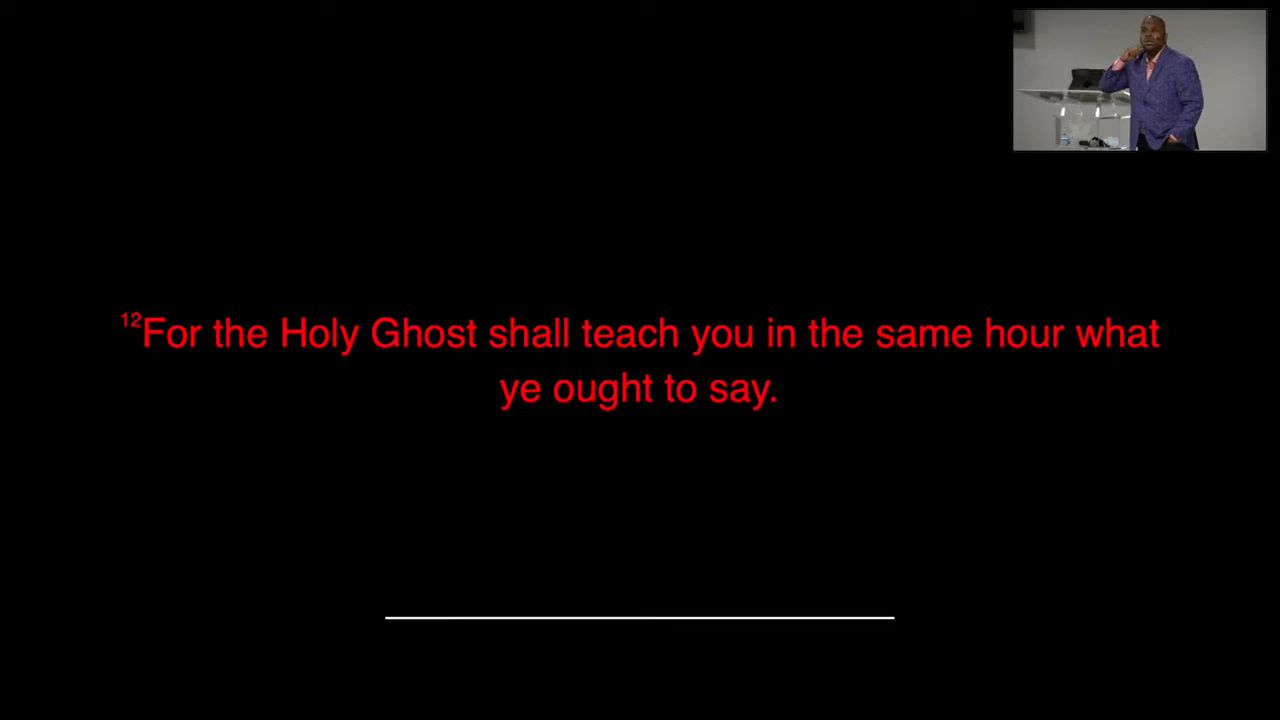 12For the Holy Ghost shall teach you in the same hour what
ye ought to say.